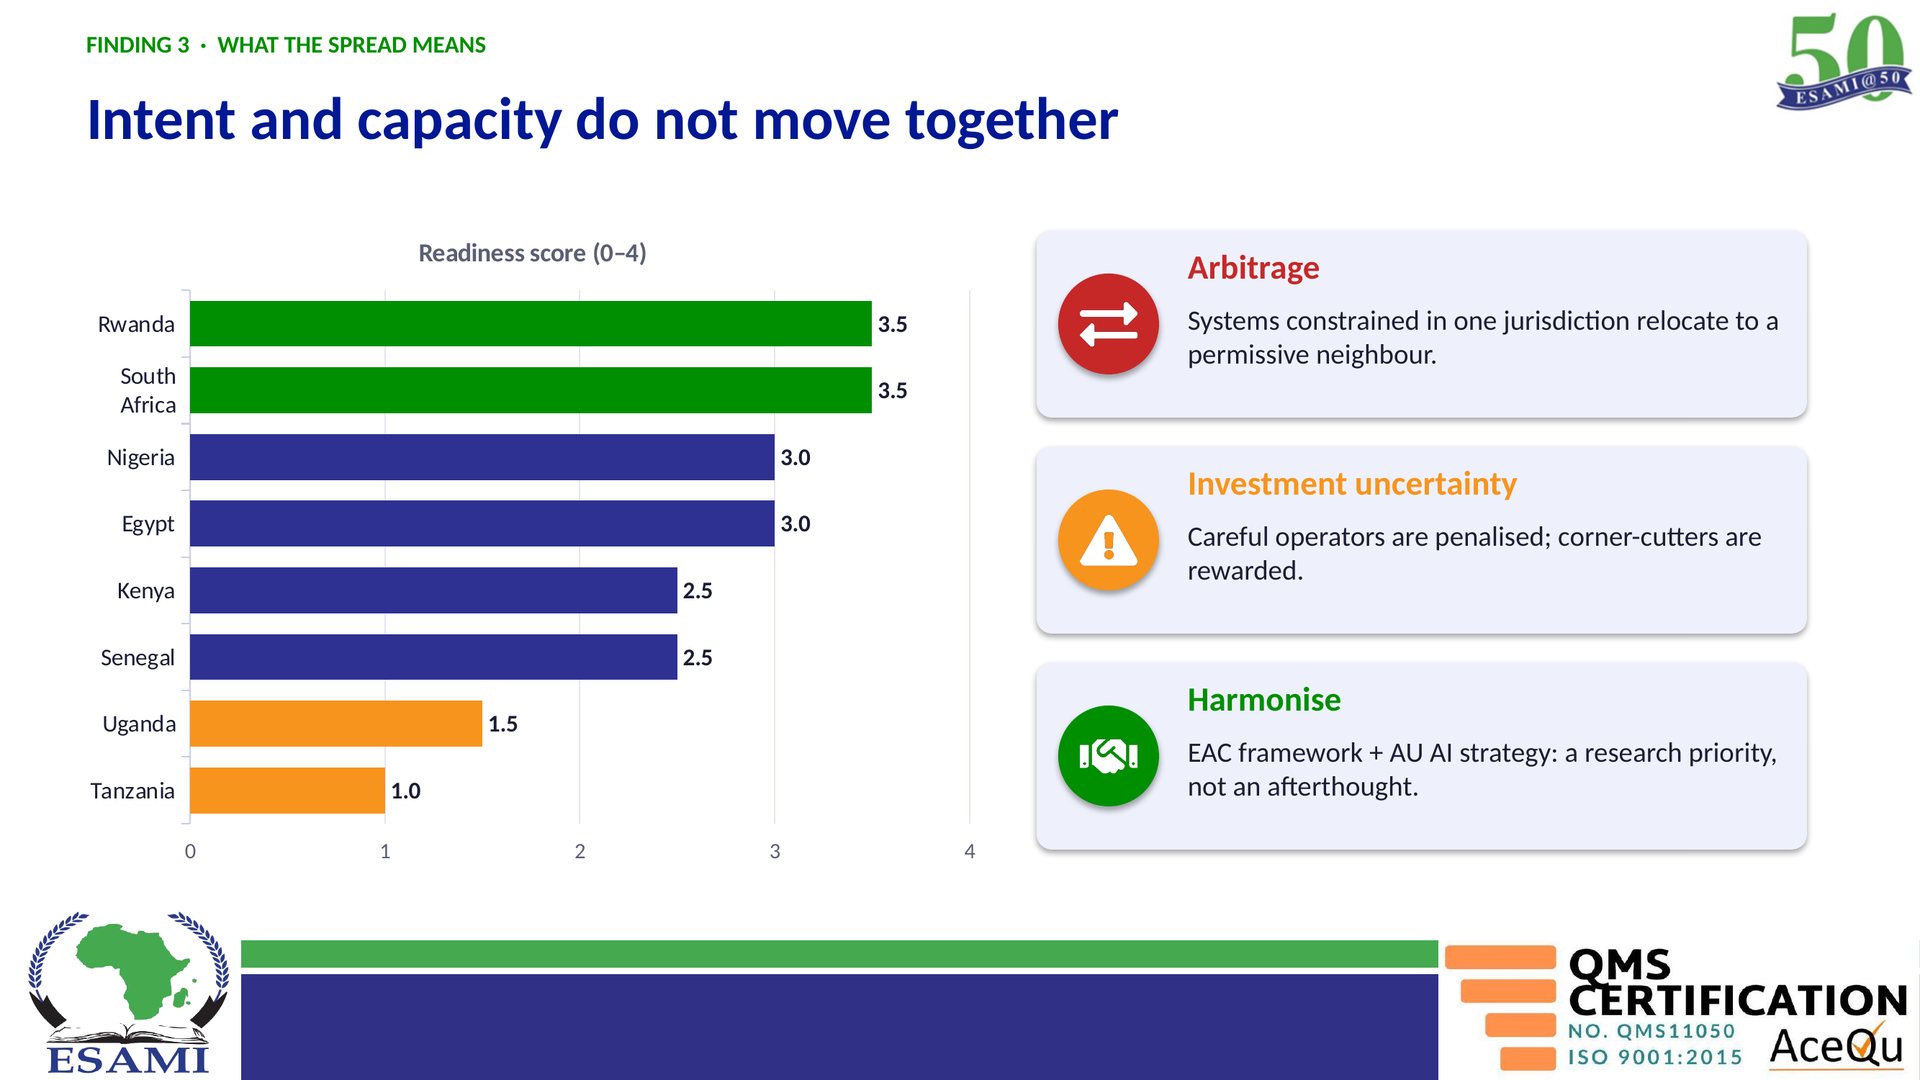 FINDING 3 · WHAT THE SPREAD MEANS
Intent and capacity do not move together
50
ESAMI@50
Readiness score (0–4)
Rwanda 3.5
South
Africa 3.5
Nigeria 3.0
Egypt 3.0
Kenya 2.5
Senegal 2.5
Uganda 1.5
Tanzania 1.0
0 1 2 3 4
Arbitrage
Systems constrained in one jurisdiction relocate to a
permissive neighbour.
Investment uncertainty
Careful operators are penalised; corner-cutters are
rewarded.
Harmonise
EAC framework + AU AI strategy: a research priority,
not an afterthought.
ESAMI
QMS
CERTIFICATION
NO. QMS11050
ISO 9001:2015
AceQu